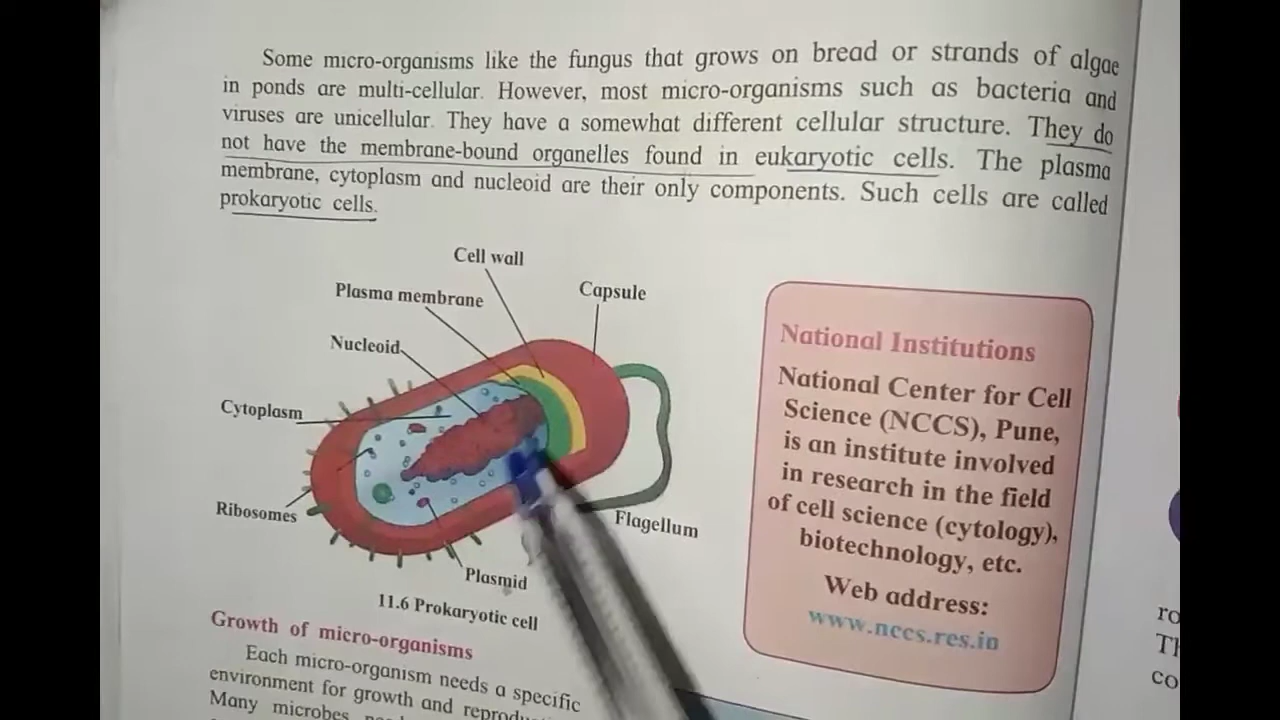 Some micro-organisms like the fungus that grows on bread or strands of algae
in ponds are multi-cellular. However, most micro-organisms such as bacteria and
viruses are unicellular. They have a somewhat different cellular structure. They do
not have the membrane-bound organelles found in eukaryotic cells. The plasma
membrane, cytoplasm and nucleoid are their only components. Such cells are called
prokaryotic cells.
Cell wall
Plasma membrane
Capsule
Nucleoid
Cytoplasm
Ribosomes
Flagellum
Plasmid
11.6 Prokaryotic cell
National Institutions
National Center for Cell
Science (NCCS), Pune,
is an institute involved
in research in the field
of cell science (cytology),
biotechnology, etc.
Web address:
www.nccs.res.in
Growth of micro-organisms
Each micro-organism needs a specific
environment for growth and
Many microbes